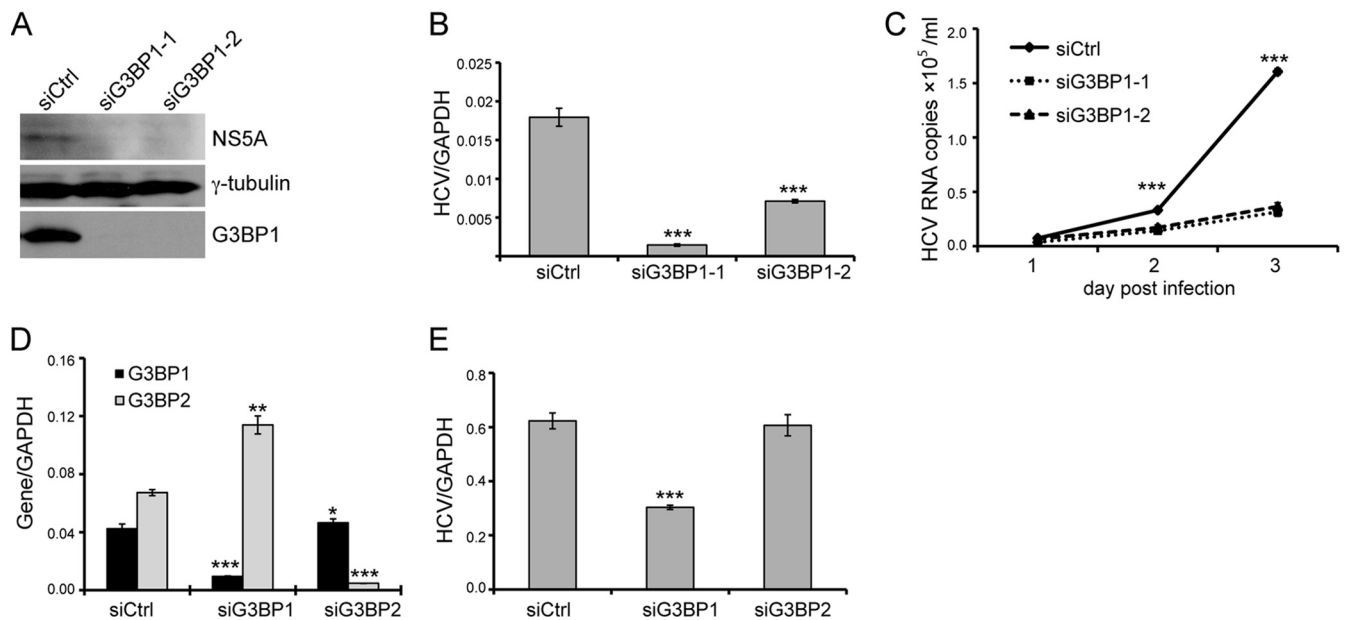 A
siCtrl
siG3BP1-1
siG3BP1-2
NS5A
γ-tubulin
G3BP1
B
HCV/GAPDH
0.025
0.02
0.015
0.01
0.005
***
***
siCtrl
siG3BP1-1
siG3BP1-2
C
HCV RNA copies ×10⁵ /ml
2.0
1.5
1.0
0.5
0.0
siCtrl
siG3BP1-1
siG3BP1-2
***
***
1 2 3
day post infection
D
Gene/GAPDH
0.16
0.12
0.08
0.04
0.00
G3BP1
G3BP2
***
**
*
***
siCtrl
siG3BP1
siG3BP2
E
HCV/GAPDH
0.8
0.6
0.4
0.2
0.0
***
siCtrl
siG3BP1
siG3BP2